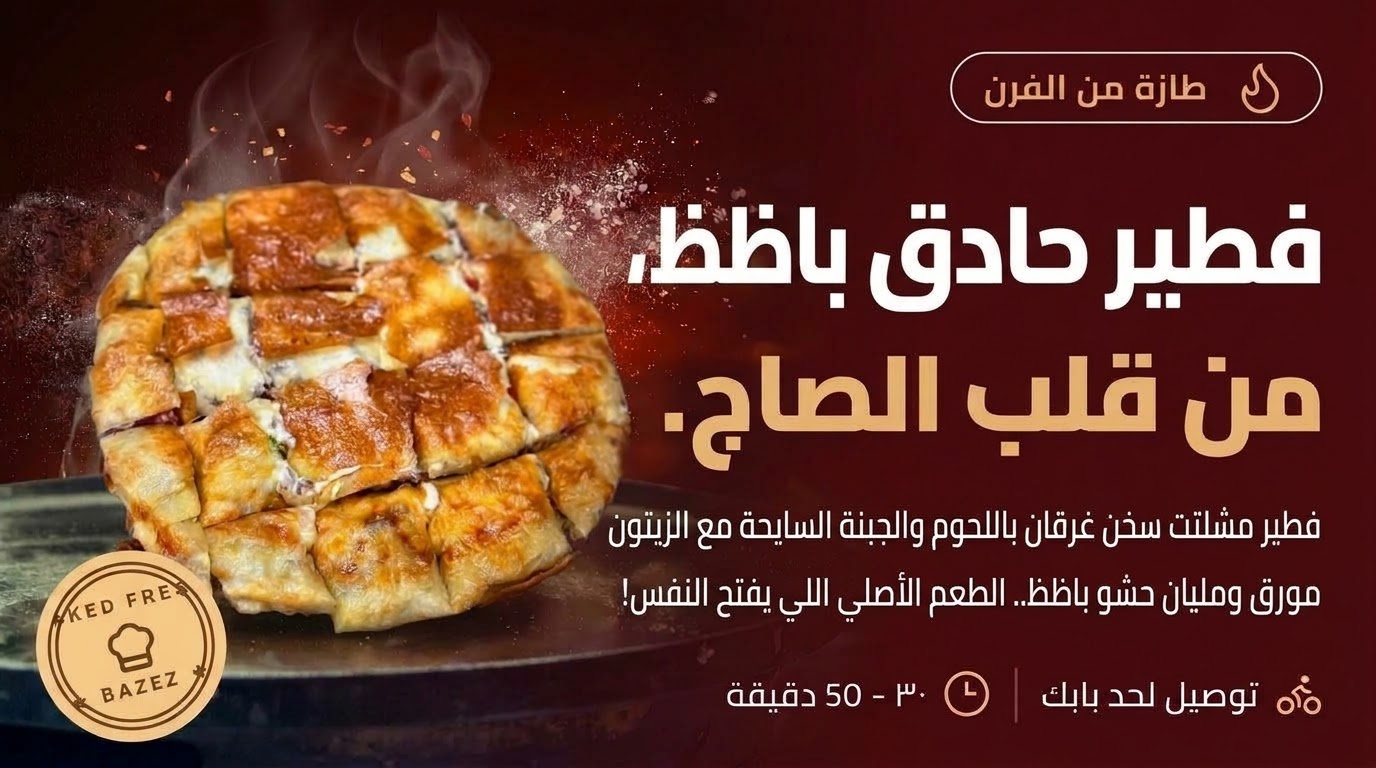 طازة من الفرن
فطير حادق باظظ،
من قلب الصاج.
فطير مشلتت سخن غرقان باللحوم والجبنة السايحة مع الزيتون
مورق ومليان حشو باظظ.. الطعم الأصلي اللي يفتح النفس!
توصيل لحد بابك
٣٠ - 50 دقيقة
KED FRES
BAZEZ